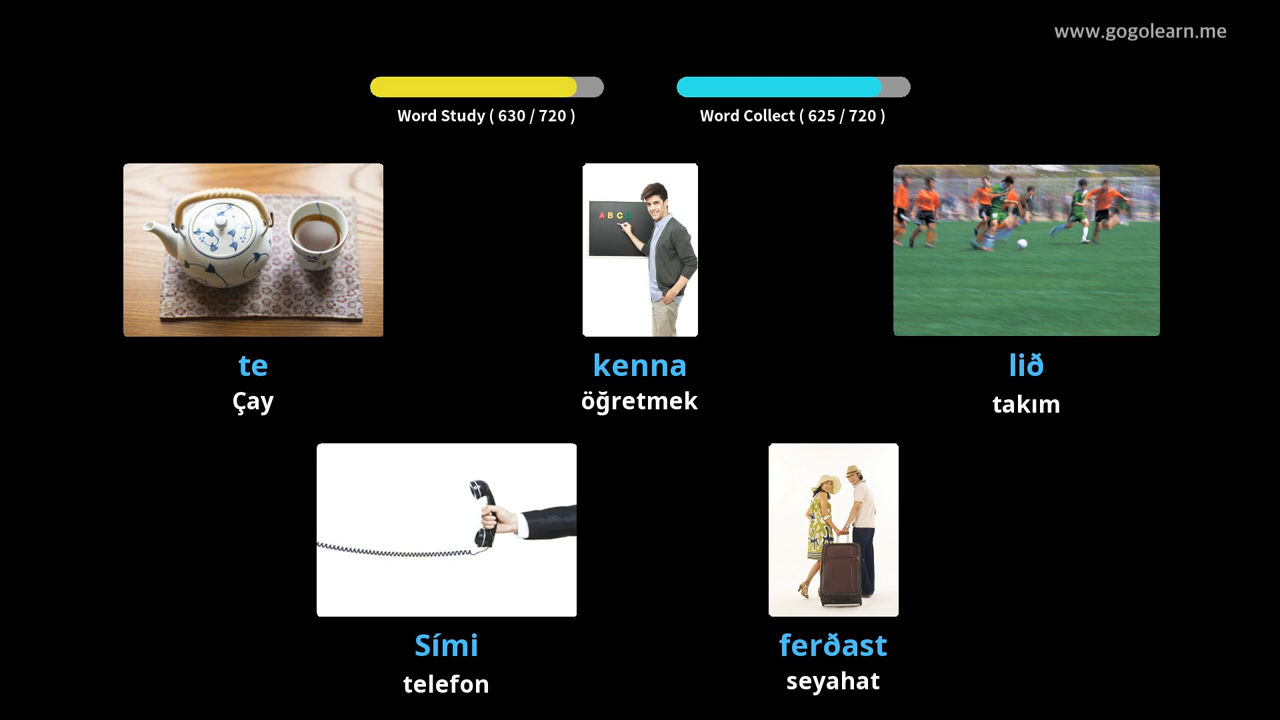 www.gogolearn.me
Word Study ( 630 / 720 )
Word Collect ( 625 / 720 )
A B C D
te
Çay
kenna
öğretmek
lið
takım
Sími
telefon
ferðast
seyahat